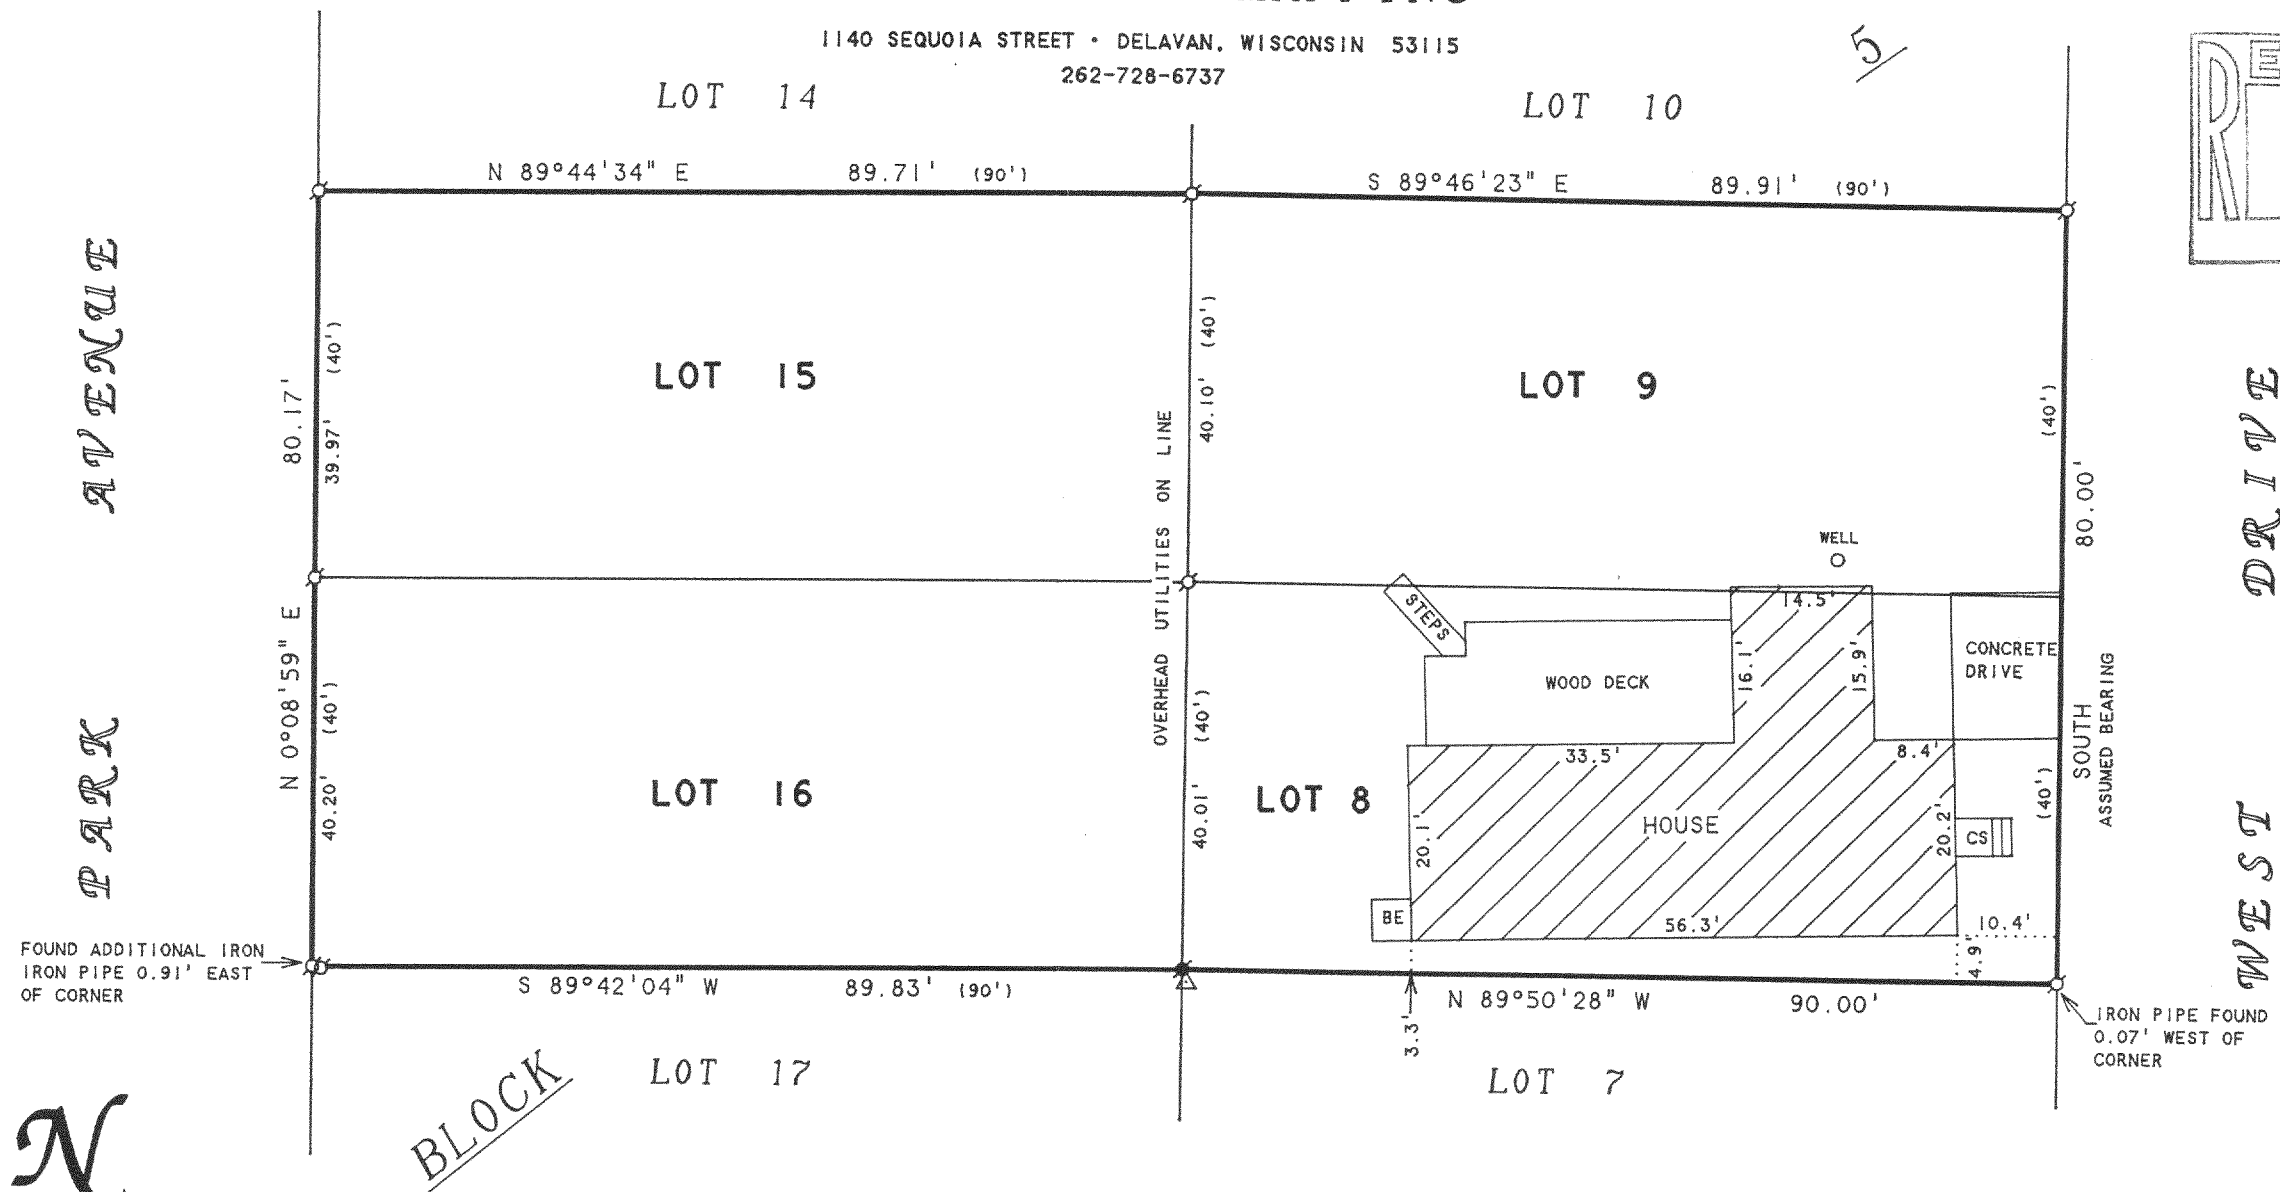 1140 SEQUOIA STREET • DELAVAN, WISCONSIN 53115
262-728-6737
5
LOT 14
LOT 10
N 89°44'34" E 89.71' (90')
S 89°46'23" E 89.91' (90')
PARK AVENUE
80.17'
N 0°08'59" E
39.97' (40')
40.20' (40')
LOT 15
LOT 9
40.10' (40')
OVERHEAD UTILITIES ON LINE
40.01' (40')
(40')
80.00'
WEST DRIVE
WELL
STEPS
14.5'
16.1'
15.9'
WOOD DECK
CONCRETE
DRIVE
SOUTH
ASSUMED BEARING
(40')
33.5'
8.4'
LOT 16
LOT 8
HOUSE
20.1'
20.2'
CS
BE
56.3'
10.4'
4.9'
FOUND ADDITIONAL IRON
IRON PIPE 0.91' EAST
OF CORNER
S 89°42'04" W 89.83' (90')
N 89°50'28" W 90.00'
3.3'
IRON PIPE FOUND
0.07' WEST OF
CORNER
LOT 17
LOT 7
BLOCK
N